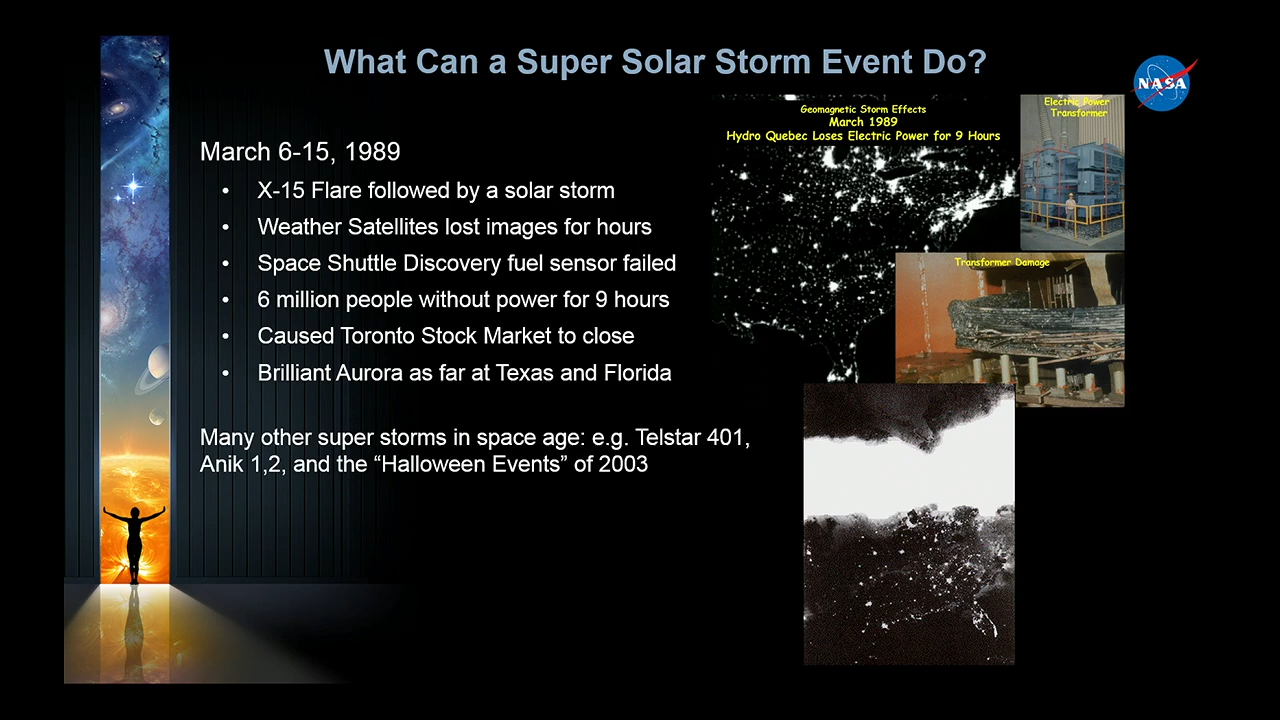 What Can a Super Solar Storm Event Do?
NASA
March 6-15, 1989
• X-15 Flare followed by a solar storm
• Weather Satellites lost images for hours
• Space Shuttle Discovery fuel sensor failed
• 6 million people without power for 9 hours
• Caused Toronto Stock Market to close
• Brilliant Aurora as far at Texas and Florida
Many other super storms in space age: e.g. Telstar 401,
Anik 1,2, and the “Halloween Events” of 2003
Geomagnetic Storm Effects
March 1989
Hydro Quebec Loses Electric Power for 9 Hours
Electric Power
Transformer
Transformer Damage